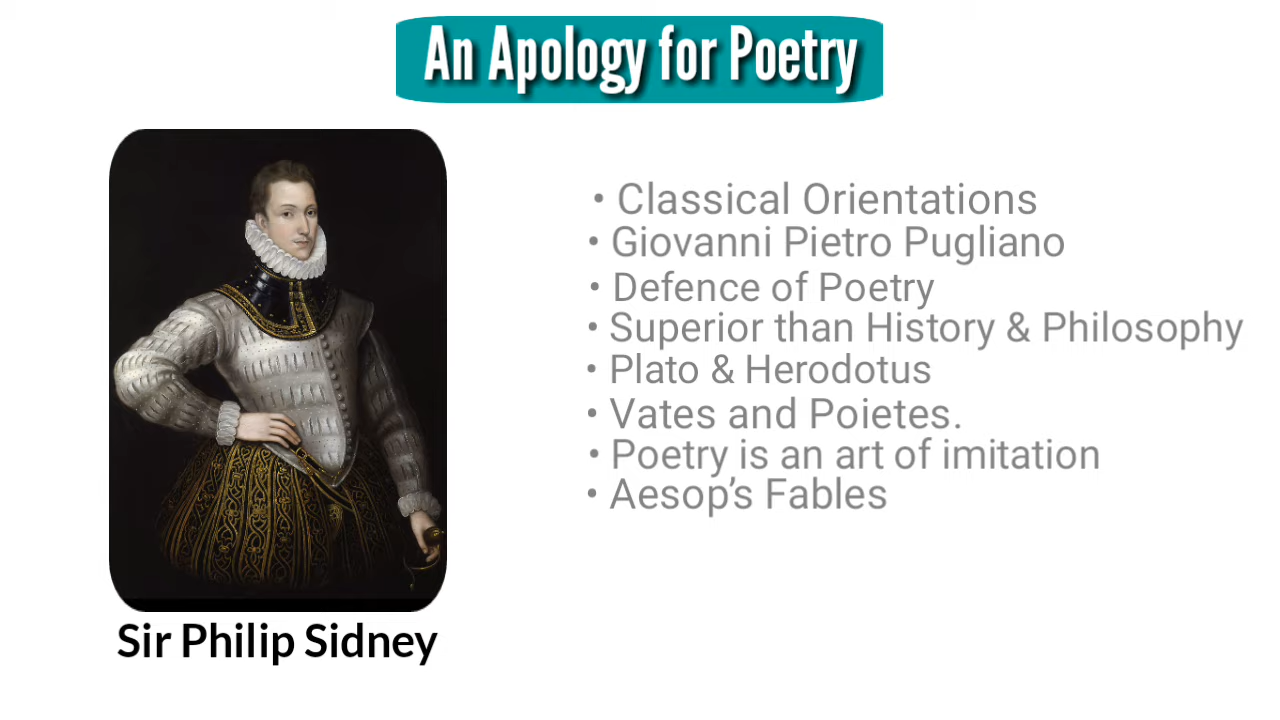 An Apology for Poetry
• Classical Orientations
• Giovanni Pietro Pugliano
• Defence of Poetry
• Superior than History & Philosophy
• Plato & Herodotus
• Vates and Poietes.
• Poetry is an art of imitation
• Aesop’s Fables
Sir Philip Sidney